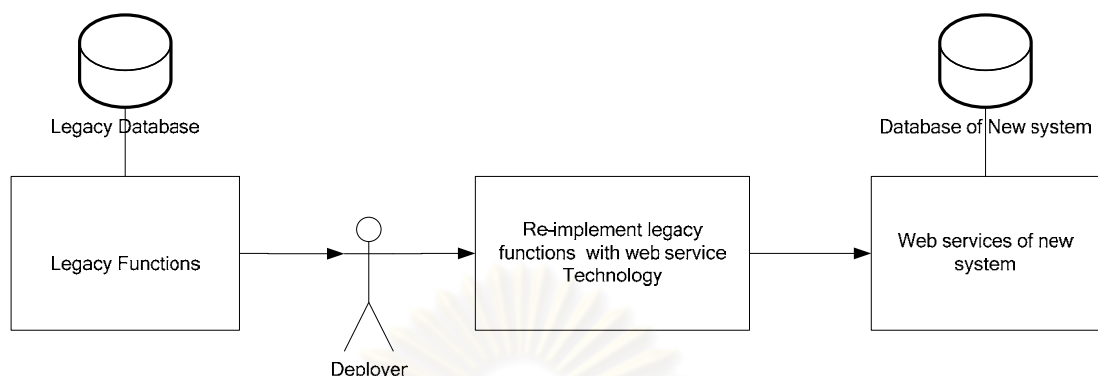 Legacy Database
Database of New system
Legacy Functions
Re-implement legacy
functions with web service
Technology
Web services of new
system
Deployer